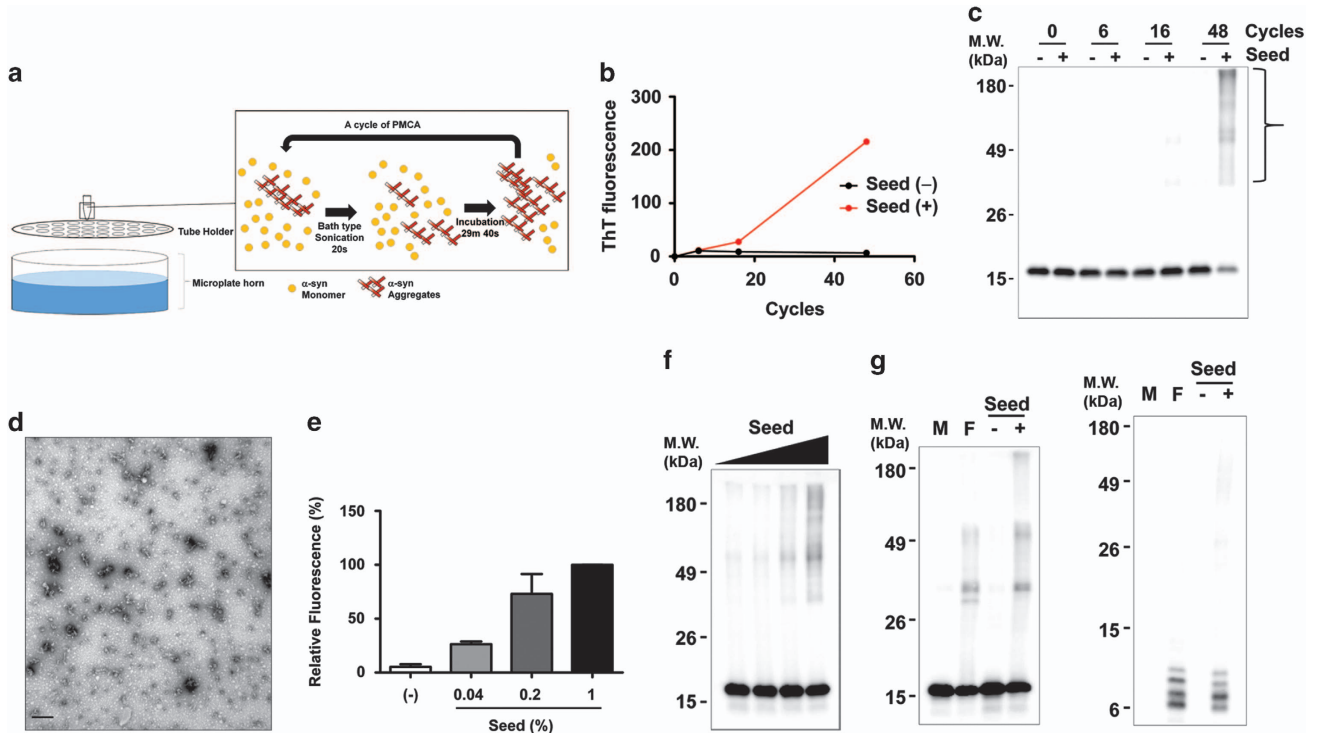 a
A cycle of PMCA
Bath type
Sonication
20s
Incubation
29m 40s
Tube Holder
Microplate horn
α-syn
Monomer
α-syn
Aggregates
b
ThT fluorescence
300
200
100
0
0
20
40
60
Cycles
Seed (–)
Seed (+)
c
M.W.
(kDa)
0 6 16 48 Cycles
- + - + - + - + Seed
180-
49-
26-
15-
d
e
Relative Fluorescence (%)
150
100
50
0
(-) 0.04 0.2 1
Seed (%)
f
Seed
M.W.
(kDa)
180-
49-
26-
15-
g
Seed
M.W.
(kDa)
M F - +
180-
49-
26-
15-
Seed
M.W.
(kDa)
M F - +
180-
49-
26-
15-
6-